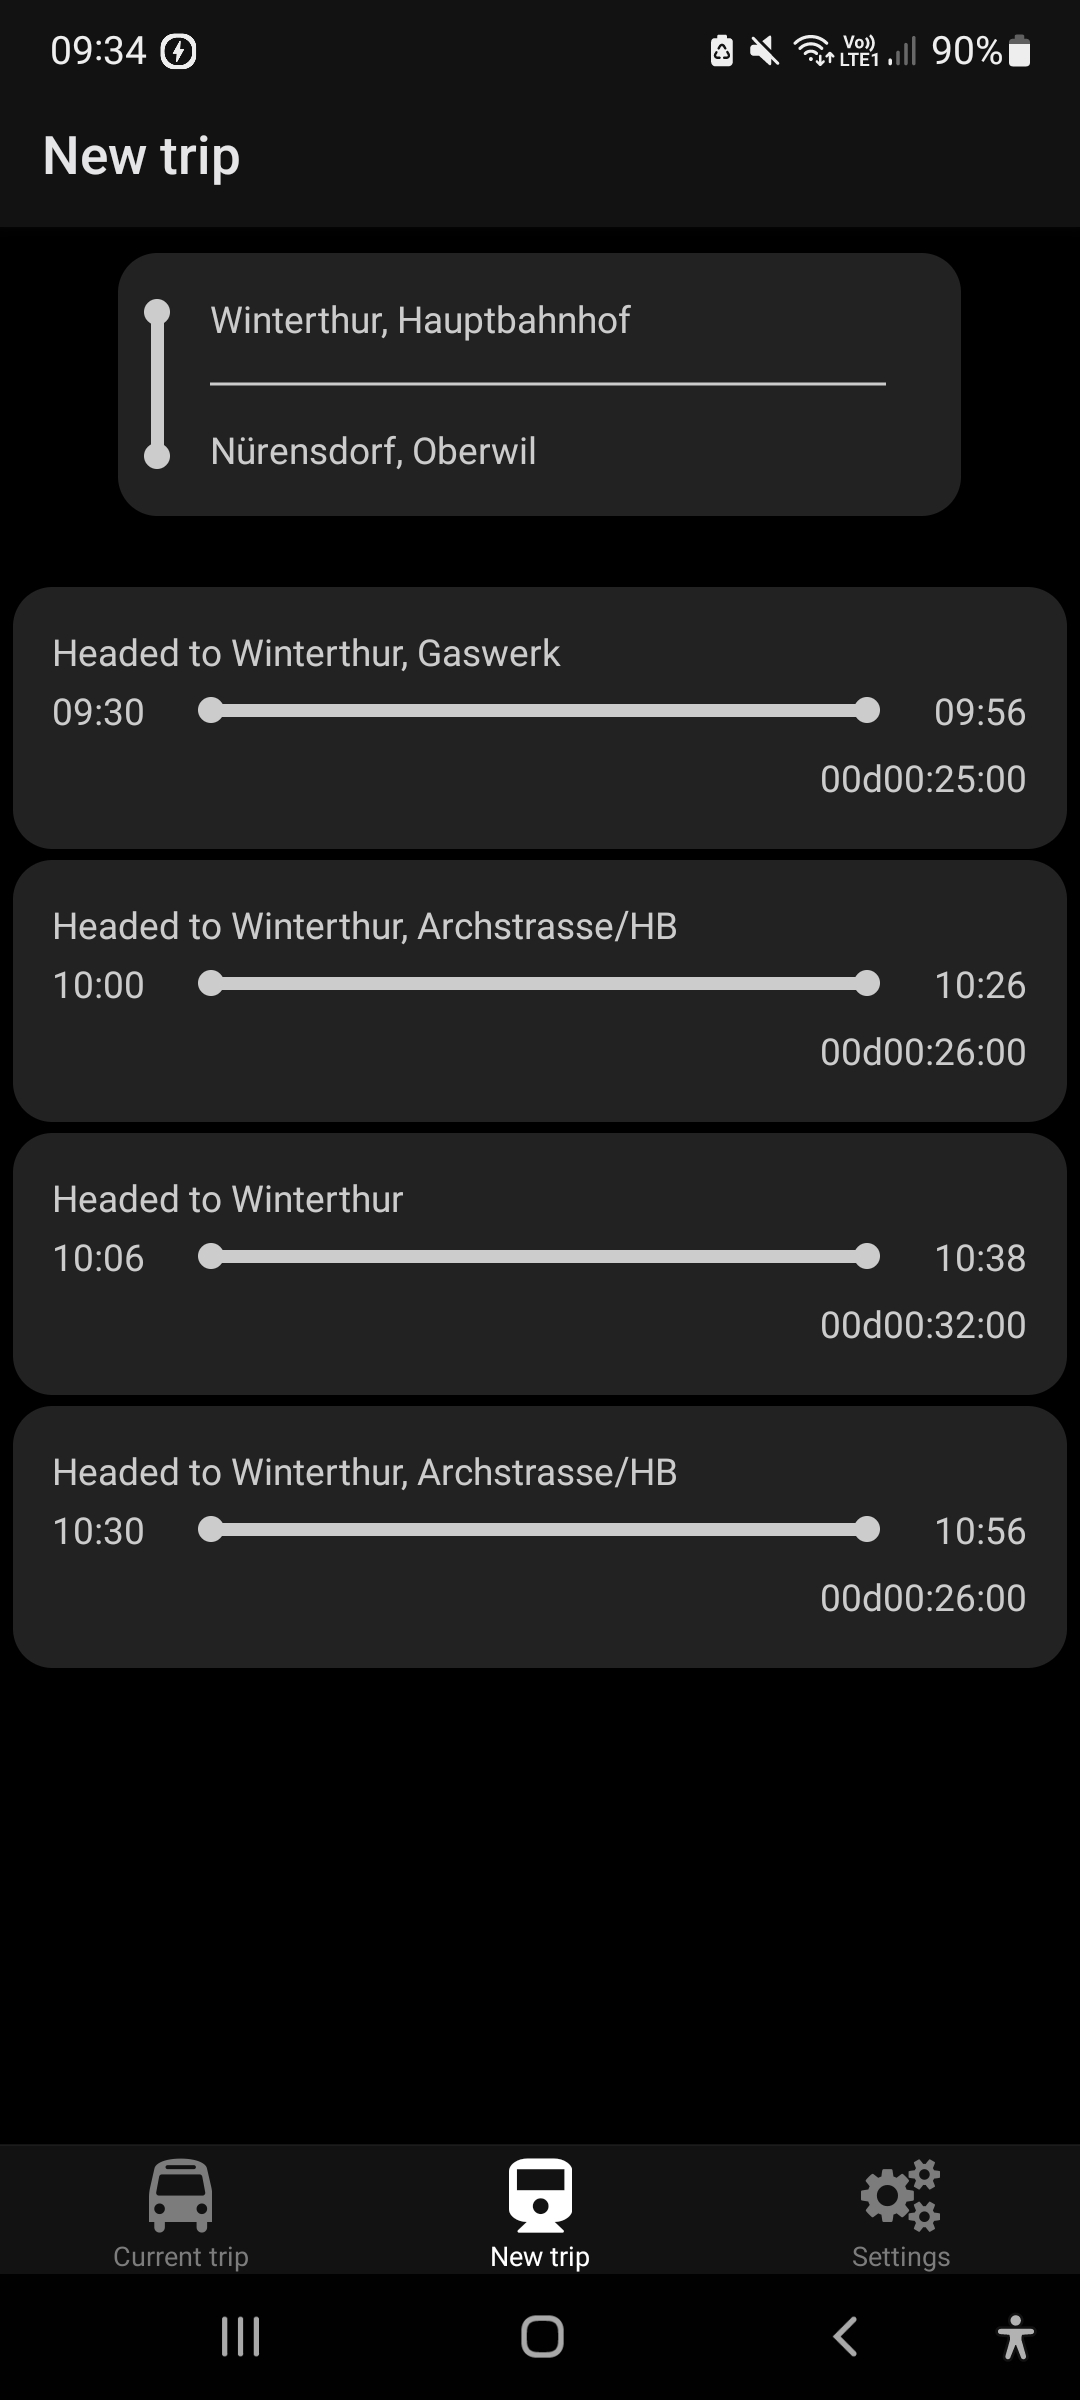 09:34 Vo)) LTE1 90%
New trip
Winterthur, Hauptbahnhof
Nürensdorf, Oberwil
Headed to Winterthur, Gaswerk
09:30 09:56
00d00:25:00
Headed to Winterthur, Archstrasse/HB
10:00 10:26
00d00:26:00
Headed to Winterthur
10:06 10:38
00d00:32:00
Headed to Winterthur, Archstrasse/HB
10:30 10:56
00d00:26:00
Current trip New trip Settings